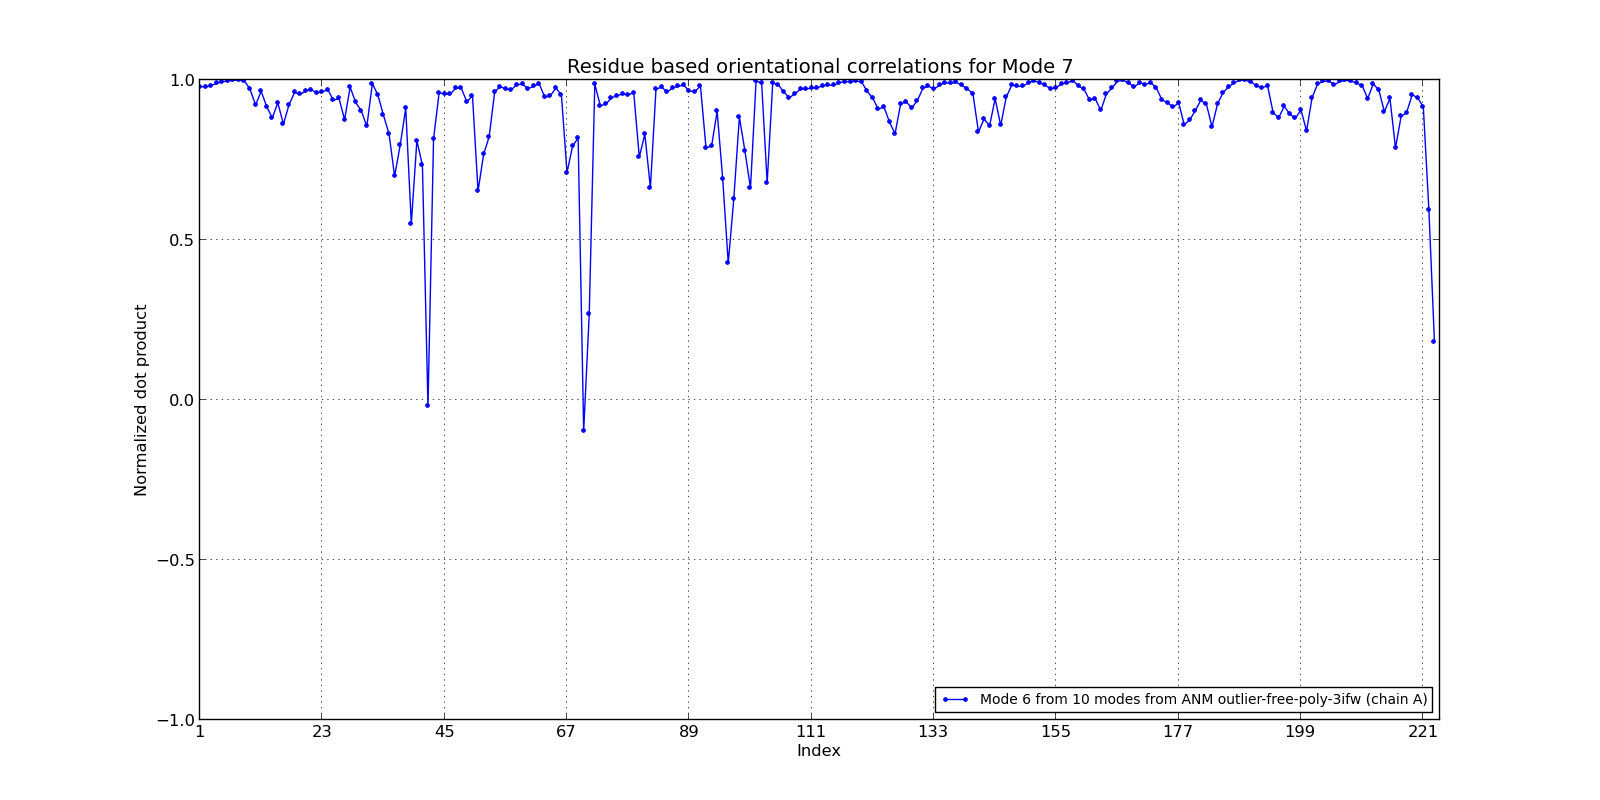 Residue based orientational correlations for Mode 7
1.0
0.5
0.0
−0.5
−1.0
Normalized dot product
Mode 6 from 10 modes from ANM outlier-free-poly-3ifw (chain A)
1 23 45 67 89 111 133 155 177 199 221
Index